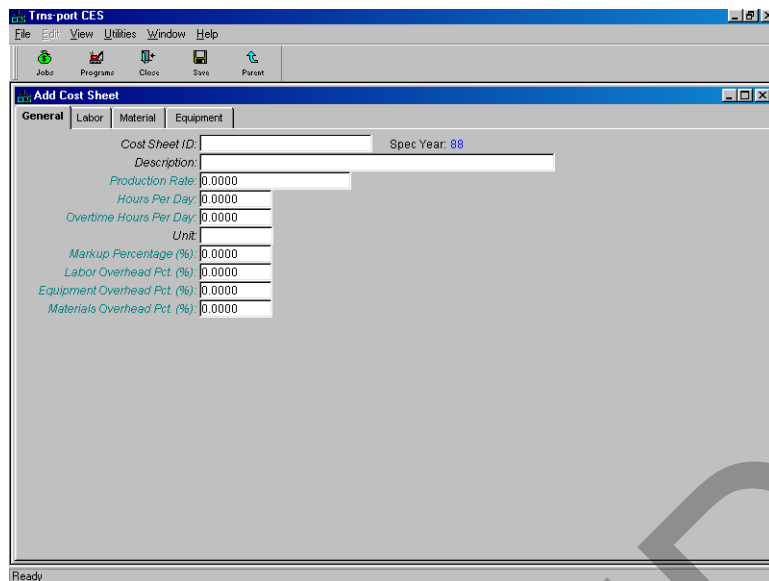 Trns·port CES
File Edit View Utilities Window Help
Jobs Programs Close Save Parent
Add Cost Sheet
General Labor Material Equipment
Cost Sheet ID: Spec Year: 88
Description:
Production Rate: 0.0000
Hours Per Day: 0.0000
Overtime Hours Per Day: 0.0000
Unit:
Markup Percentage (%): 0.0000
Labor Overhead Pct. (%): 0.0000
Equipment Overhead Pct. (%): 0.0000
Materials Overhead Pct. (%): 0.0000
Ready